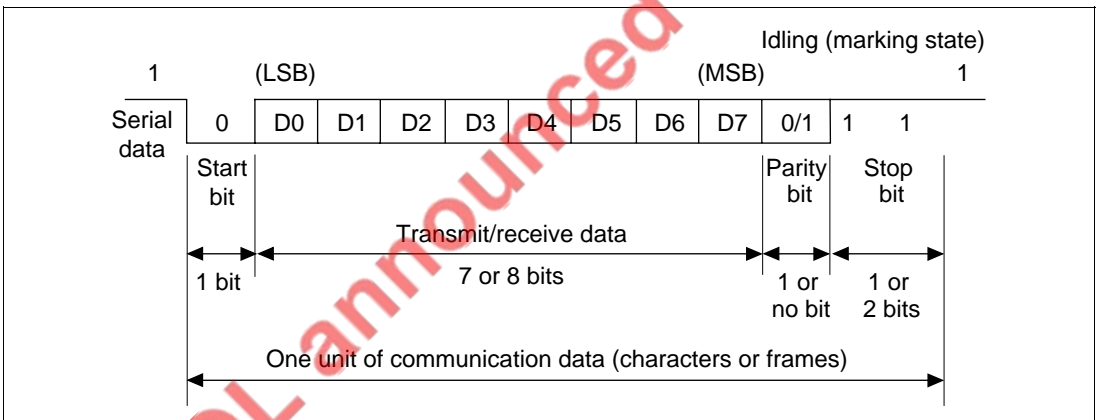 Idling (marking state)
1 (LSB) (MSB) 1
Serial data 0 D0 D1 D2 D3 D4 D5 D6 D7 0/1 1 1
Start bit
Parity bit
Stop bit
Transmit/receive data
1 bit
7 or 8 bits
1 or no bit
1 or 2 bits
One unit of communication data (characters or frames)
OL announced